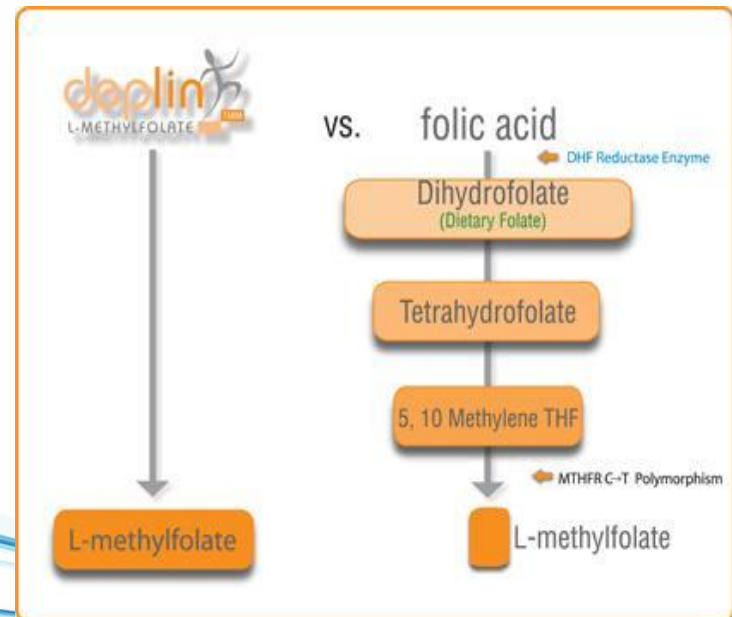 deplin
L-METHYLFOLATE
vs.
folic acid
DHF Reductase Enzyme
Dihydrofolate
(Dietary Folate)
Tetrahydrofolate
5, 10 Methylene THF
MTHFR C→T Polymorphism
L-methylfolate
L-methylfolate